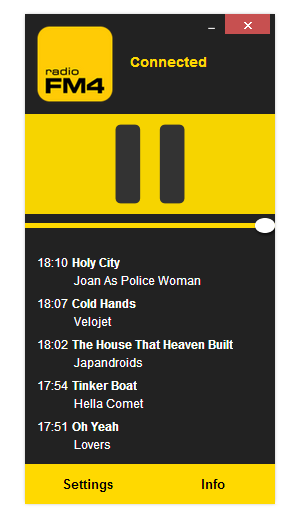 radio
FM4
Connected
18:10 Holy City
Joan As Police Woman
18:07 Cold Hands
Velojet
18:02 The House That Heaven Built
Japandroids
17:54 Tinker Boat
Hella Comet
17:51 Oh Yeah
Lovers
Settings Info